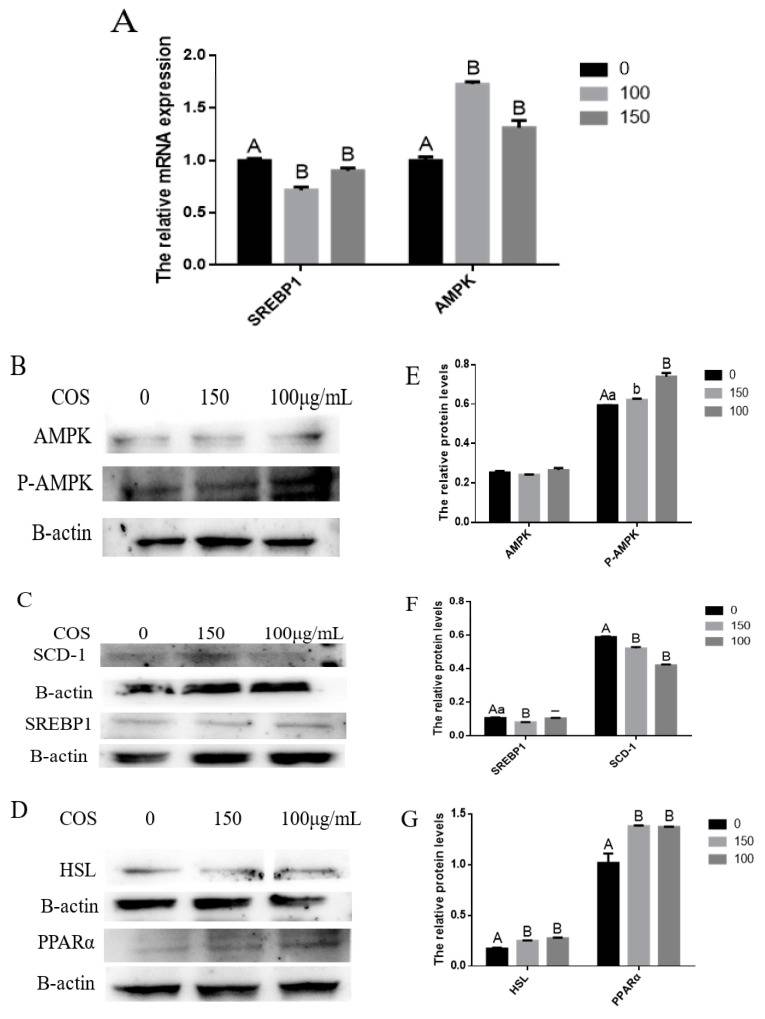 A
The relative mRNA expression
2.0
1.5
1.0
0.5
0.0
A
B
B
A
B
B
SREBP1
AMPK
0
100
150
B
COS 0 150 100μg/mL
AMPK
P-AMPK
B-actin
E
The relative protein levels
0.8
0.6
0.4
0.2
0.0
Aa
b
B
AMPK
P-AMPK
0
150
100
C
COS 0 150 100μg/mL
SCD-1
B-actin
SREBP1
B-actin
F
The relative protein levels
0.8
0.6
0.4
0.2
0.0
Aa
B
–
A
B
B
SREBP1
SCD-1
0
150
100
D
COS 0 150 100μg/mL
HSL
B-actin
PPARα
B-actin
G
The relative protein levels
1.5
1.0
0.5
0.0
A
B
B
A
B
B
HSL
PPARα
0
150
100